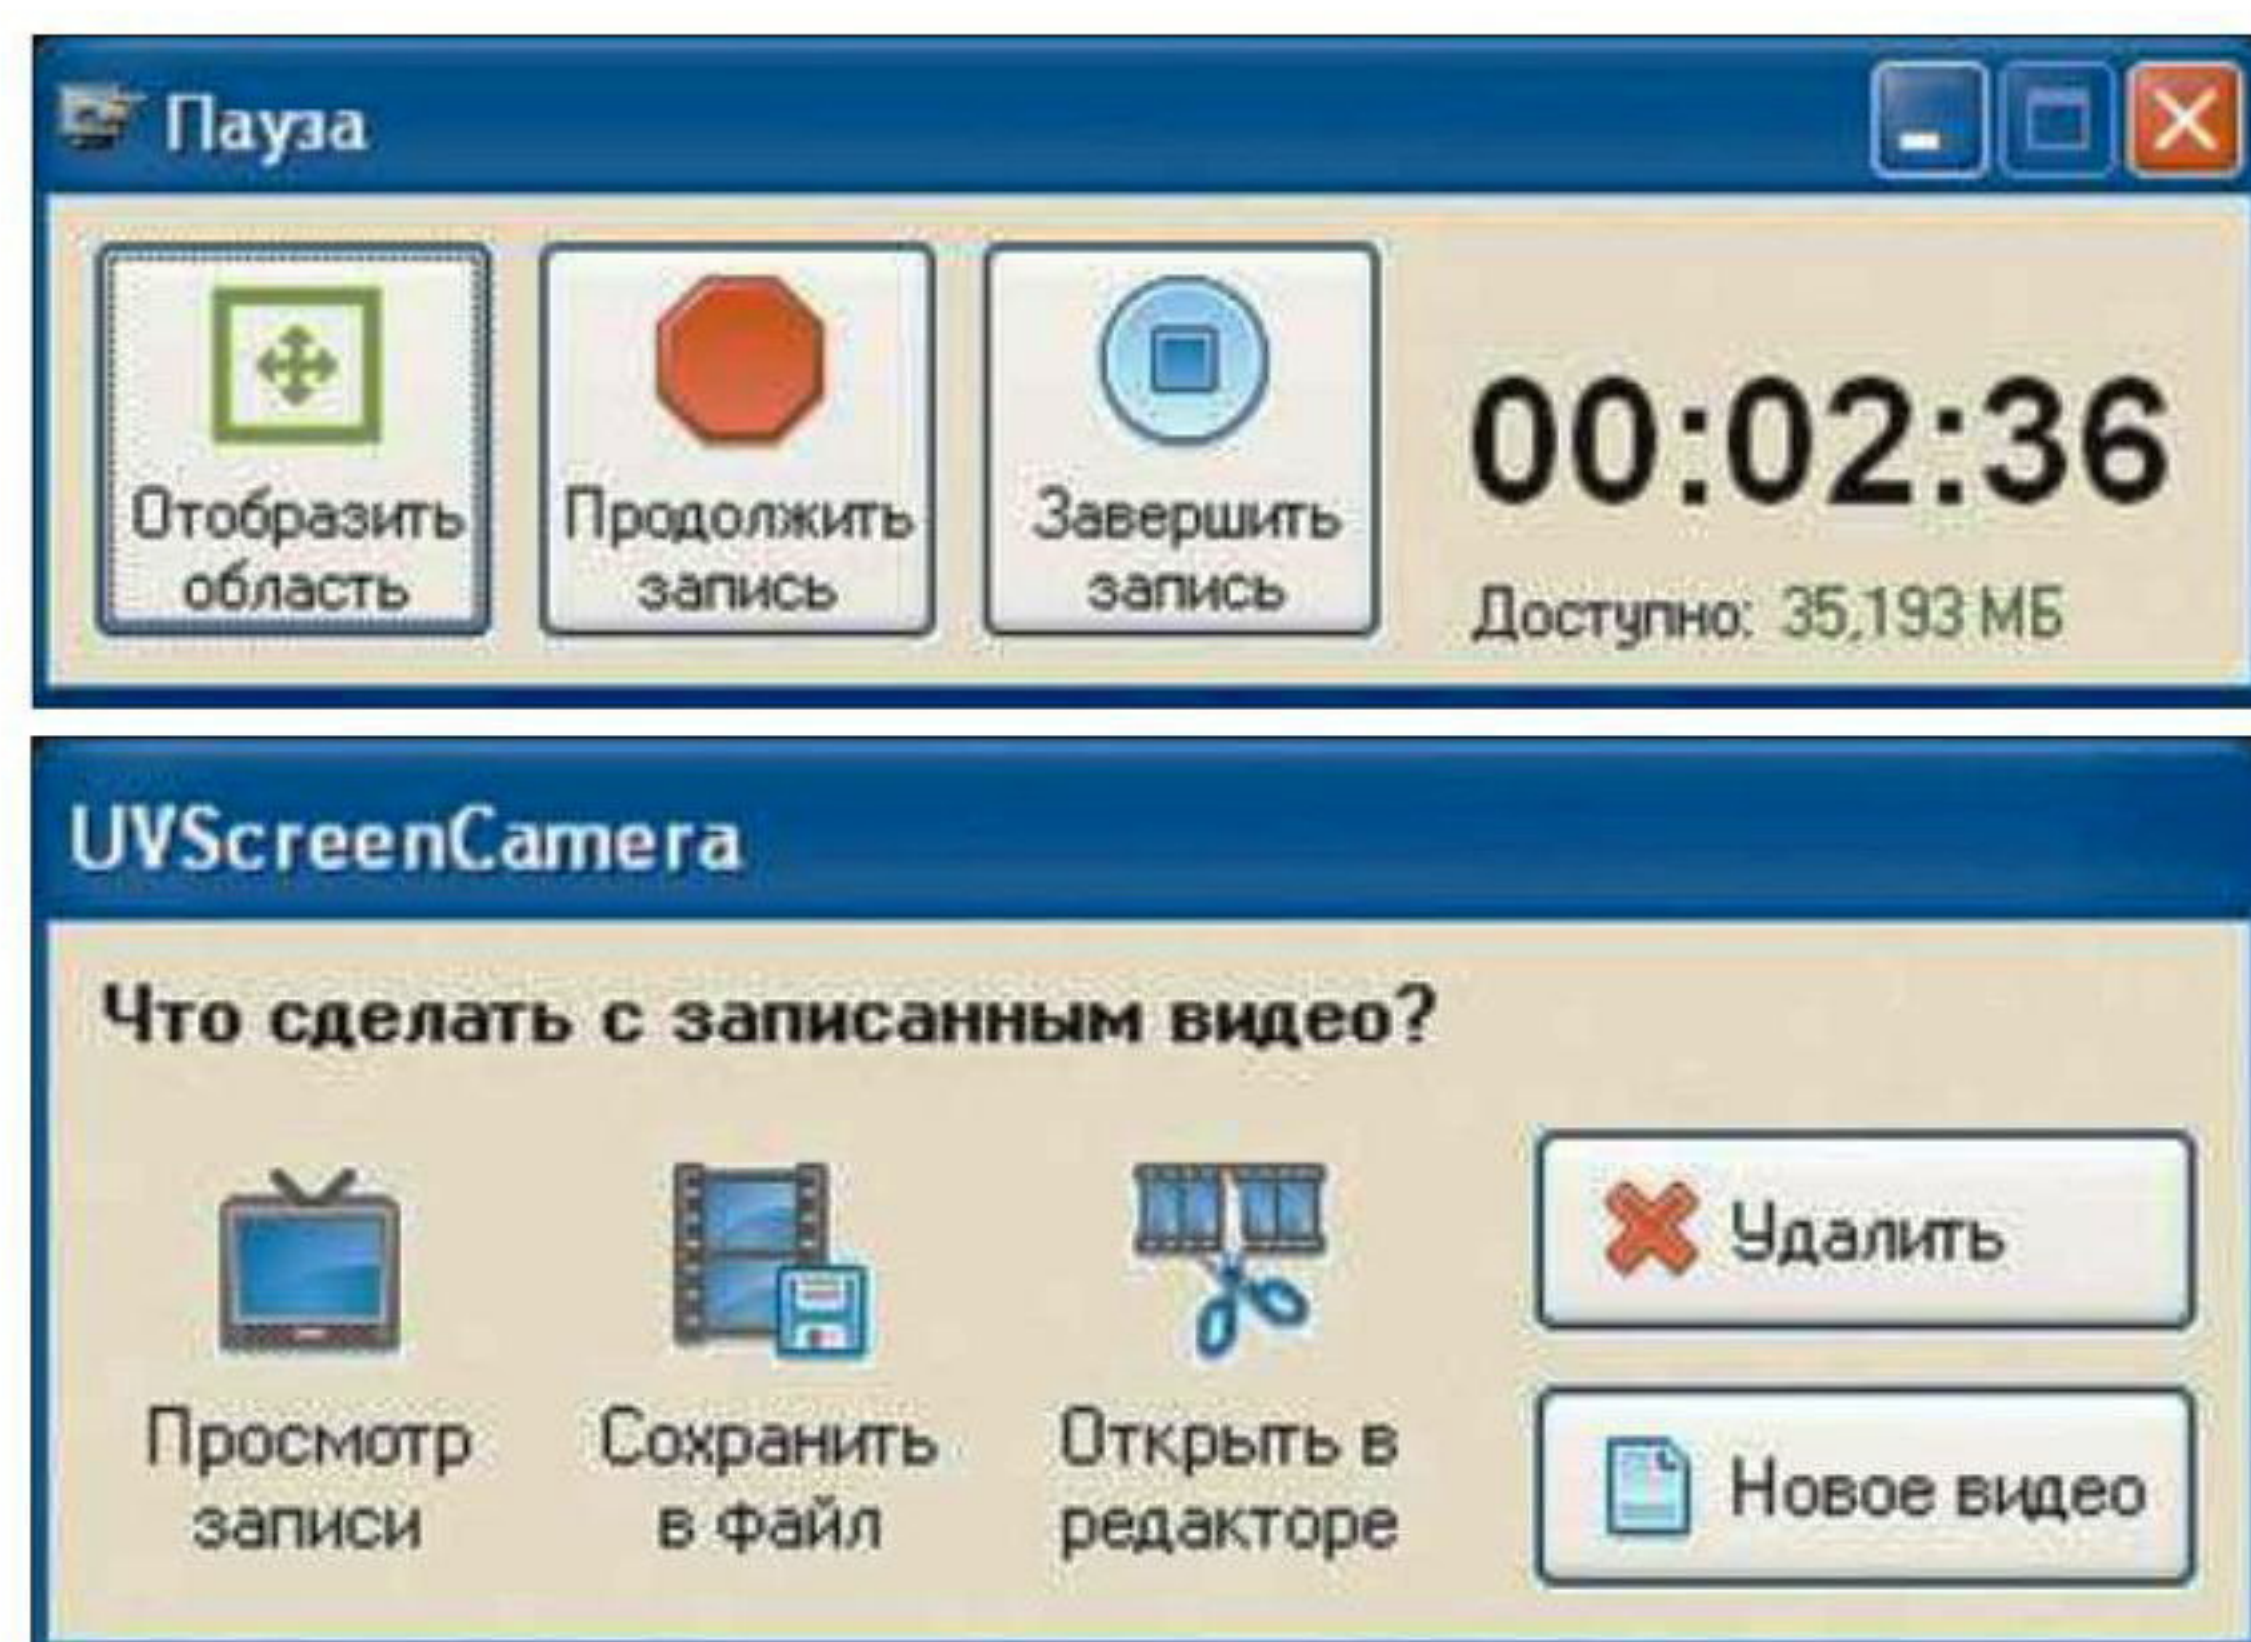 Пауза
Отобразить
область
Продолжить
запись
Завершить
запись
00:02:36
Доступно: 35,193 МБ
UVScreenCamera
Что сделать с записанным видео?
Просмотр
записи
Сохранить
в файл
Открыть в
редакторе
Удалить
Новое видео